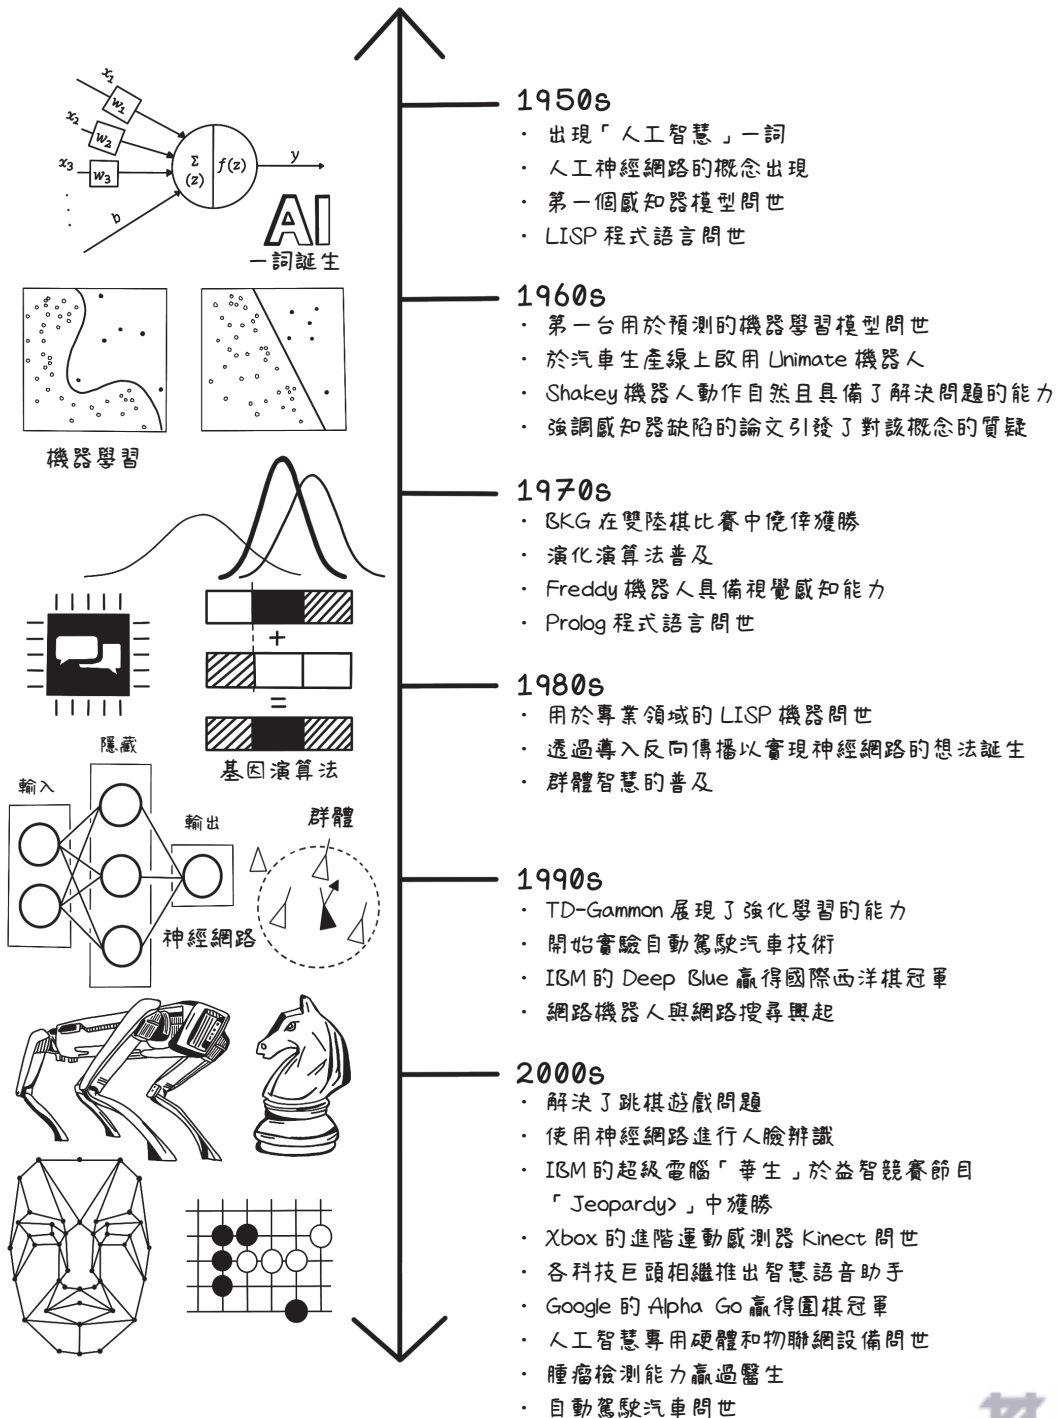 x₁
w₁
x₂
w₂
x₃
w₃
Σ
(z)
f(z)
y
b
AI
一詞誕生
機器學習
+
=
基因演算法
隱藏
輸入
輸出
神經網路
群體
1950s
· 出現「人工智慧」一詞
· 人工神經網路的概念出現
· 第一個感知器模型問世
· LISP 程式語言問世
1960s
· 第一台用於預測的機器學習模型問世
· 於汽車生產線上啟用 Unimate 機器人
· Shakey 機器人動作自然且具備了解決問題的能力
· 強調感知器缺陷的論文引發了對該概念的質疑
1970s
· BKG 在雙陸棋比賽中僥倖獲勝
· 演化演算法普及
· Freddy 機器人具備視覺感知能力
· Prolog 程式語言問世
1980s
· 用於專業領域的 LISP 機器問世
· 透過導入反向傳播以實現神經網路的想法誕生
· 群體智慧的普及
1990s
· TD-Gammon 展現了強化學習的能力
· 開始實驗自動駕駛汽車技術
· IBM 的 Deep Blue 贏得國際西洋棋冠軍
· 網路機器人與網路搜尋興起
2000s
· 解決了跳棋遊戲問題
· 使用神經網路進行人臉辨識
· IBM 的超級電腦「華生」於益智競賽節目
「Jeopardy〉」中獲勝
· Xbox 的進階運動感測器 Kinect 問世
· 各科技巨頭相繼推出智慧語音助手
· Google 的 Alpha Go 贏得圍棋冠軍
· 人工智慧專用硬體和物聯網設備問世
· 腫瘤檢測能力贏過醫生
· 自動駕駛汽車問世